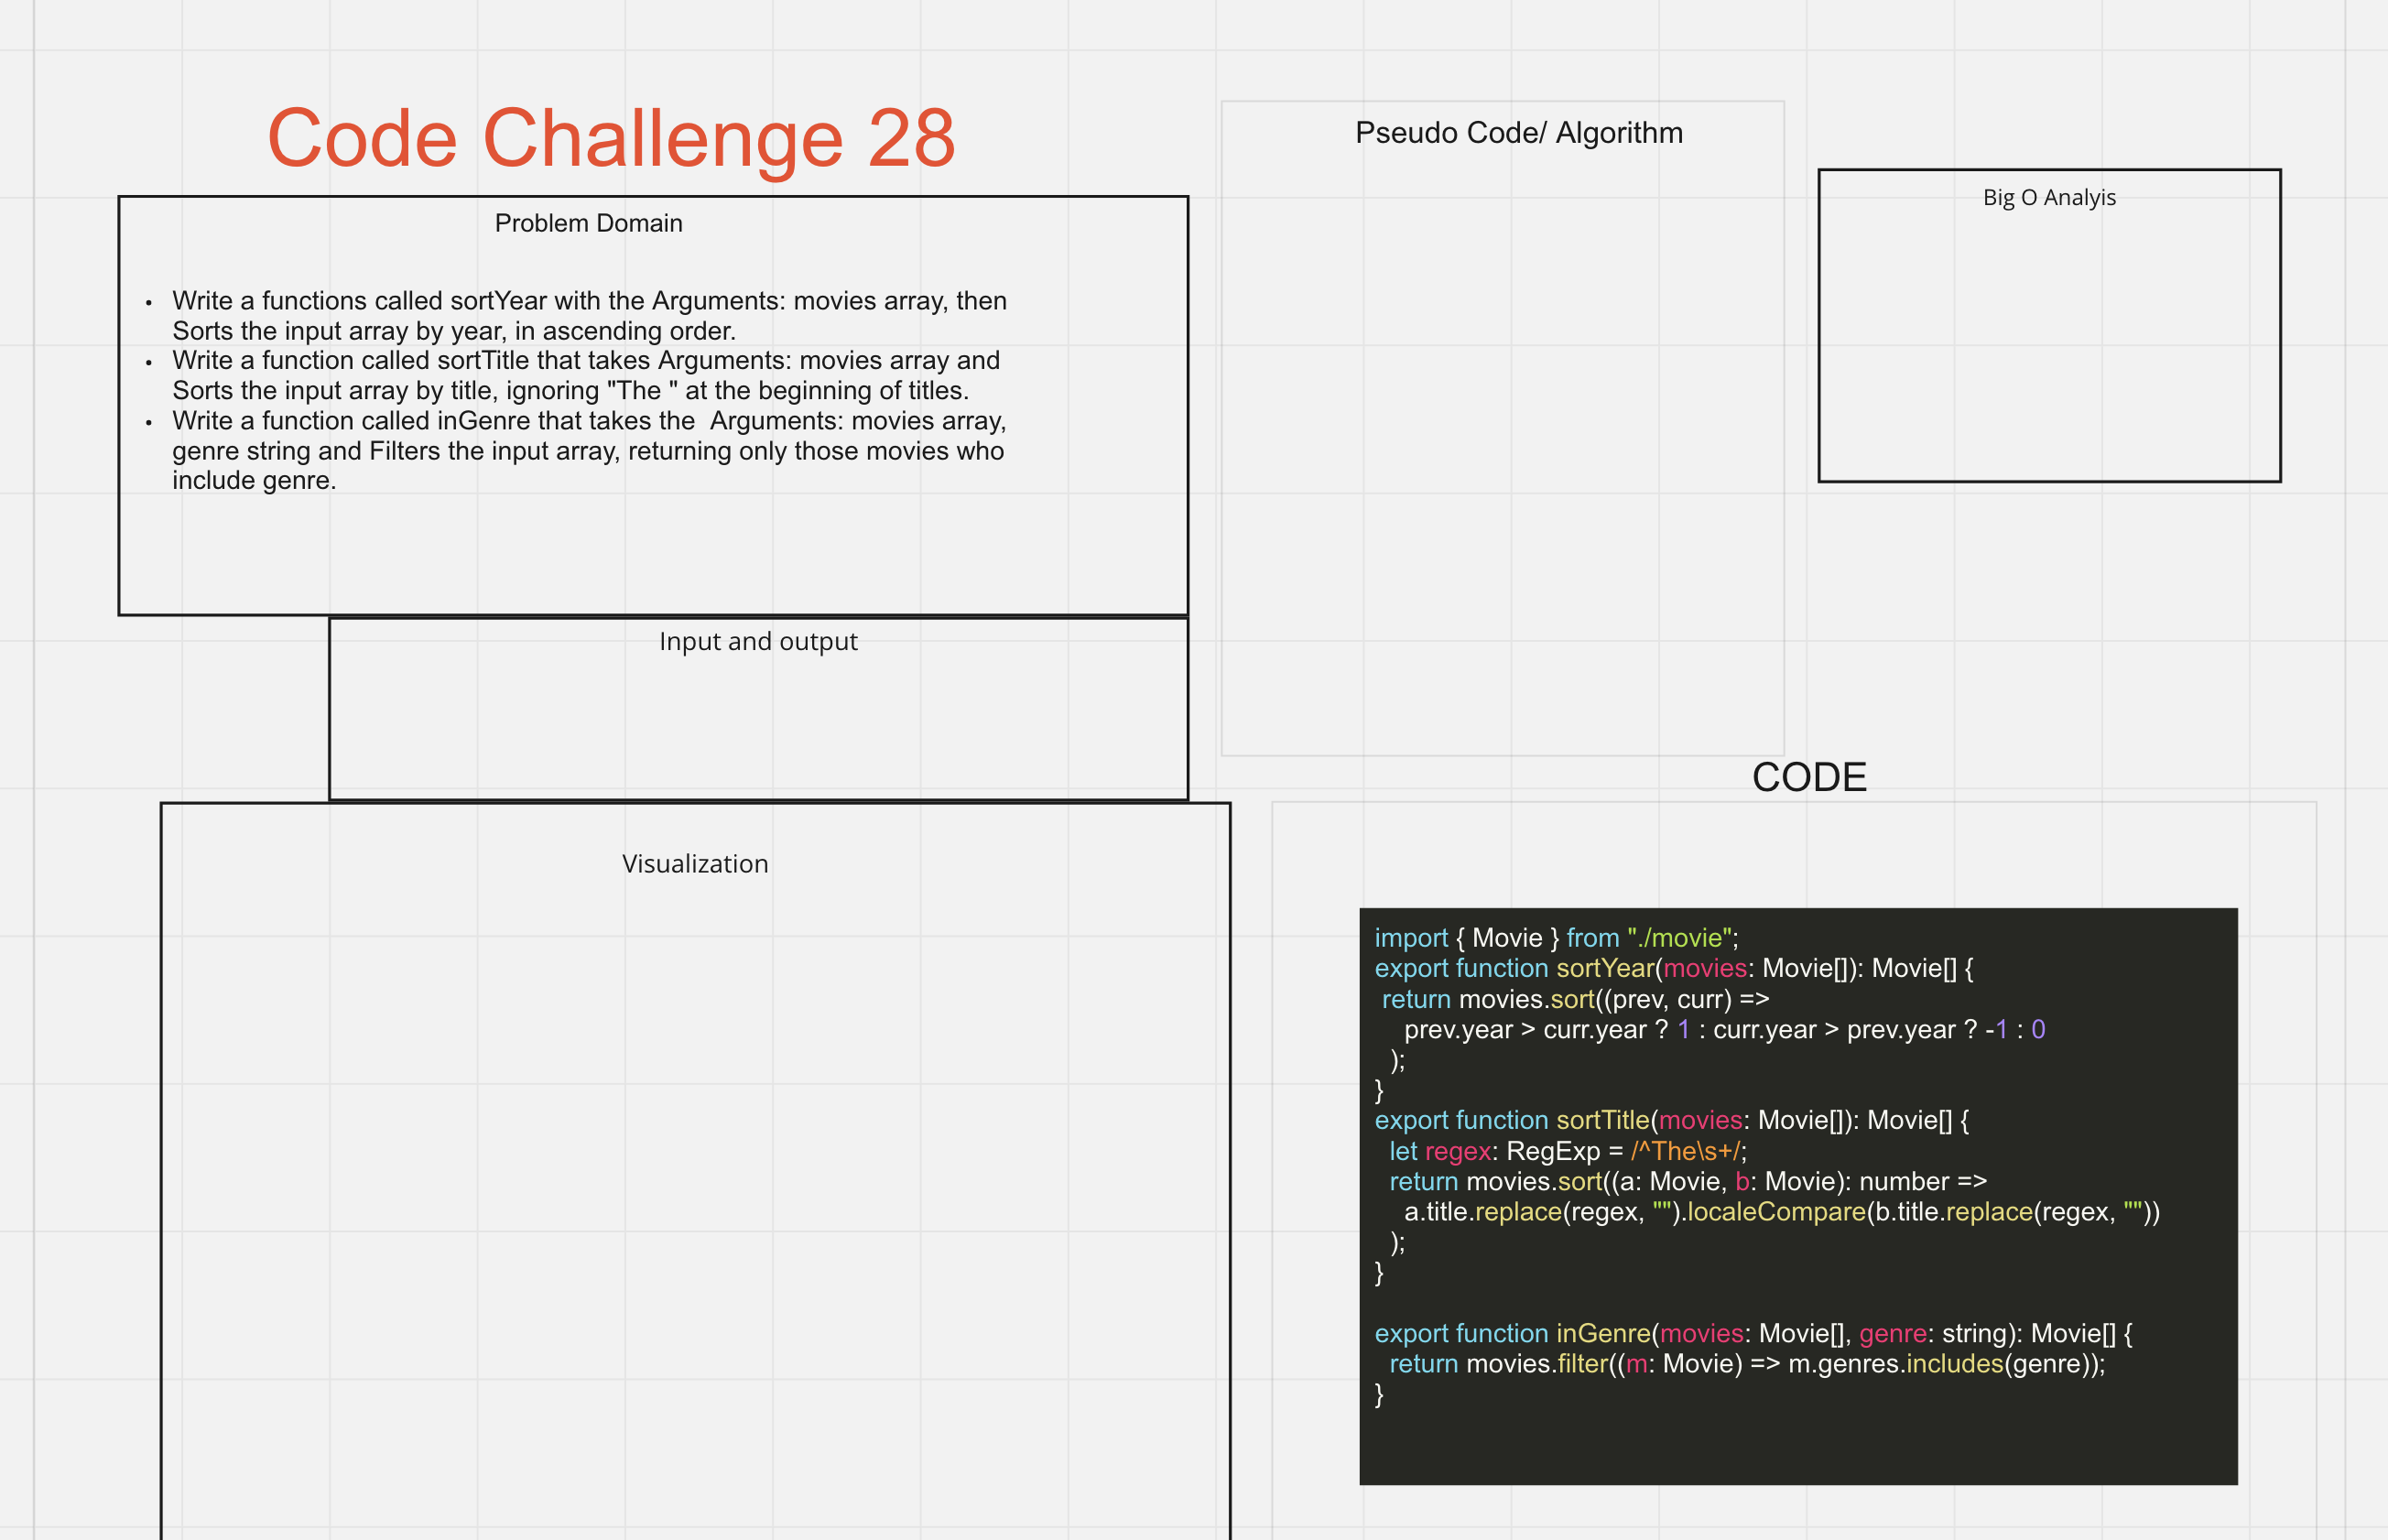 Code Challenge 28
Problem Domain
• Write a functions called sortYear with the Arguments: movies array, then
Sorts the input array by year, in ascending order.
• Write a function called sortTitle that takes Arguments: movies array and
Sorts the input array by title, ignoring "The " at the beginning of titles.
• Write a function called inGenre that takes the  Arguments: movies array,
genre string and Filters the input array, returning only those movies who
include genre.
Input and output
Visualization
Pseudo Code/ Algorithm
Big O Analyis
CODE
import { Movie } from "./movie";
export function sortYear(movies: Movie[]): Movie[] {
 return movies.sort((prev, curr) =>
    prev.year > curr.year ? 1 : curr.year > prev.year ? -1 : 0
  );
}
export function sortTitle(movies: Movie[]): Movie[] {
  let regex: RegExp = /^The\s+/;
  return movies.sort((a: Movie, b: Movie): number =>
    a.title.replace(regex, "").localeCompare(b.title.replace(regex, ""))
  );
}
export function inGenre(movies: Movie[], genre: string): Movie[] {
  return movies.filter((m: Movie) => m.genres.includes(genre));
}